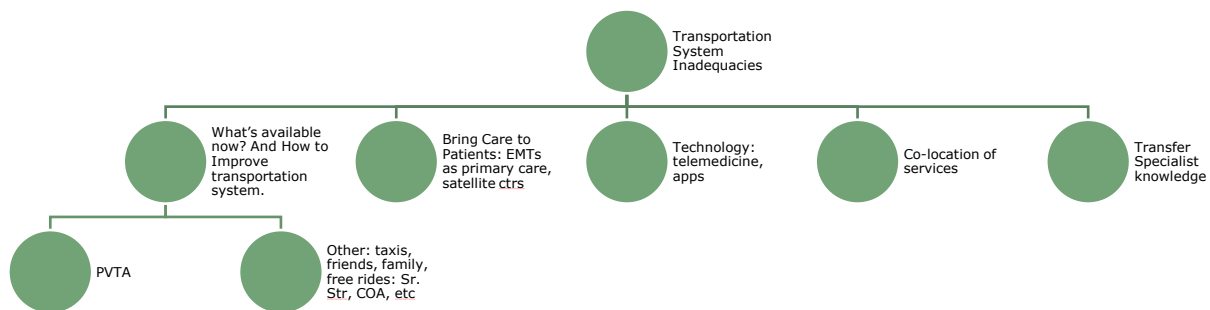 Transportation
System
Inadequacies
What’s available
now? And How to
Improve
transportation
system.
Bring Care to
Patients: EMTs
as primary care,
satellite ctrs
Technology:
telemedicine,
apps
Co-location of
services
Transfer
Specialist
knowledge
PVTA
Other: taxis,
friends, family,
free rides: Sr.
Str, COA, etc